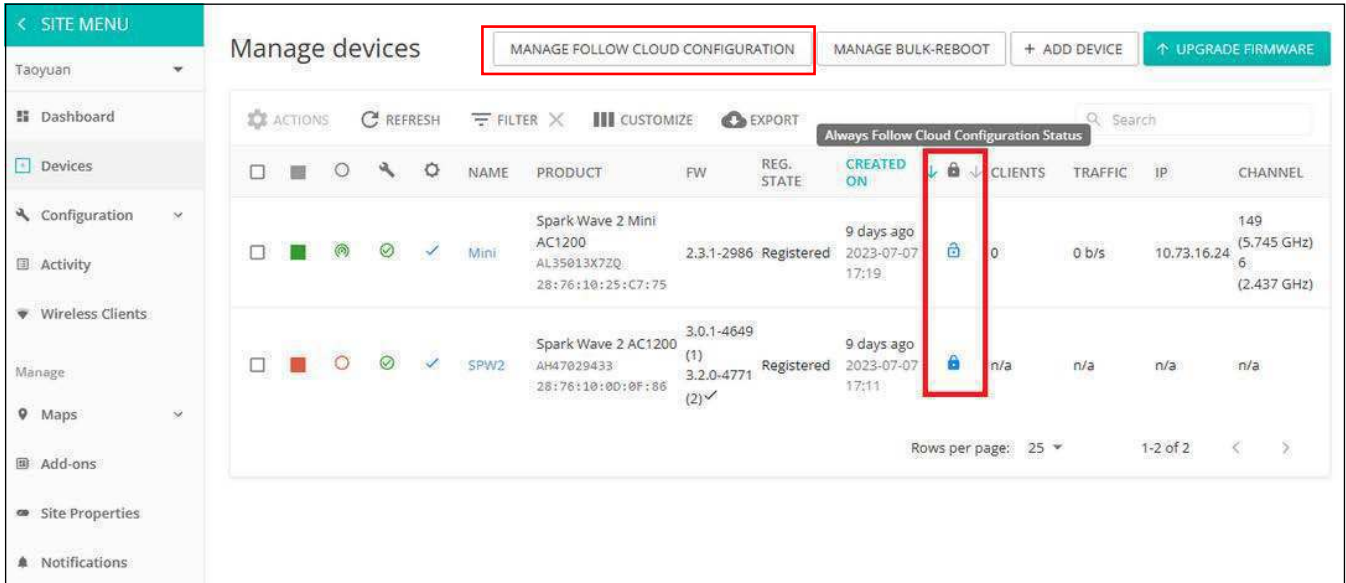 SITE MENU
Taoyuan
Dashboard
Devices
Configuration
Activity
Wireless Clients
Manage
Maps
Add-ons
Site Properties
Notifications
Manage devices
MANAGE FOLLOW CLOUD CONFIGURATION
MANAGE BULK-REBOOT
+ ADD DEVICE
UPGRADE FIRMWARE
ACTIONS
REFRESH
FILTER
CUSTOMIZE
EXPORT
Search
Always Follow Cloud Configuration Status
NAME
PRODUCT
FW
REG.
STATE
CREATED
ON
CLIENTS
TRAFFIC
IP
CHANNEL
Mini
Spark Wave 2 Mini
AC1200
AL35013X7ZQ
28:76:10:25:C7:75
2.3.1-2986
Registered
9 days ago
2023-07-07
17:19
0
0 b/s
10.73.16.24
149
(5.745 GHz)
6
(2.437 GHz)
SPW2
Spark Wave 2 AC1200
AH47029433
28:76:10:0D:0F:86
3.0.1-4649
(1)
3.2.0-4771
(2)
Registered
9 days ago
2023-07-07
17:11
n/a
n/a
n/a
n/a
Rows per page: 25
1-2 of 2